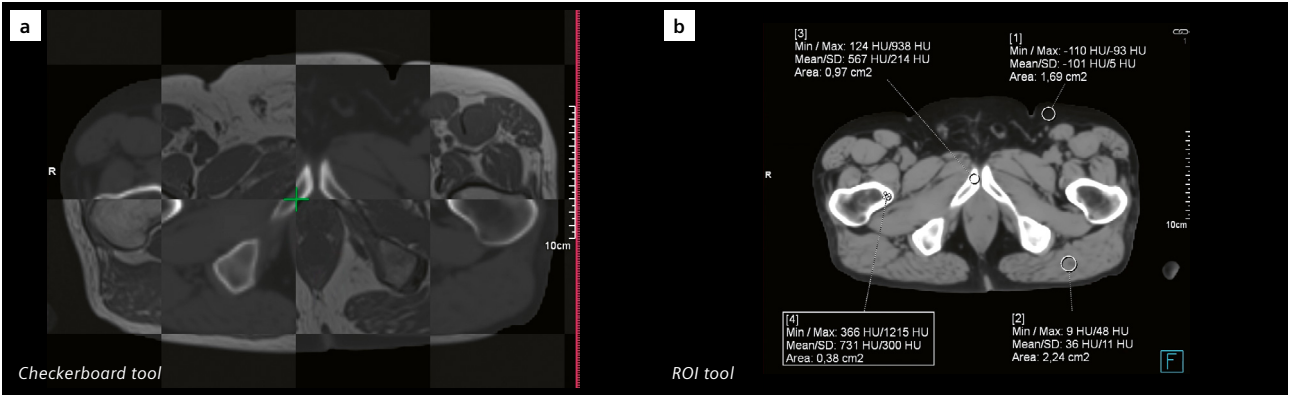 a
R
10cm
Checkerboard tool
b
[3]
Min / Max: 124 HU/938 HU
Mean/SD: 567 HU/214 HU
Area: 0,97 cm2
[1]
Min / Max: -110 HU/-93 HU
Mean/SD: -101 HU/5 HU
Area: 1,69 cm2
R
10cm
[4]
Min / Max: 366 HU/1215 HU
Mean/SD: 731 HU/300 HU
Area: 0,38 cm2
[2]
Min / Max: 9 HU/48 HU
Mean/SD: 36 HU/11 HU
Area: 2,24 cm2
F
ROI tool